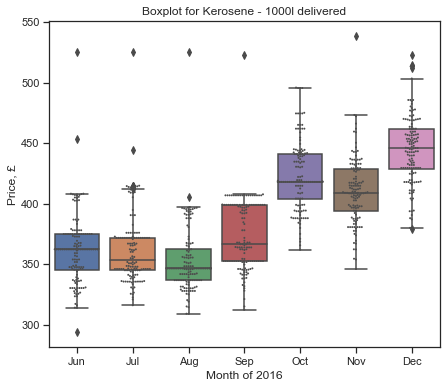 Boxplot for Kerosene - 1000l delivered
550
500
450
400
350
300
Price, £
Jun Jul Aug Sep Oct Nov Dec
Month of 2016